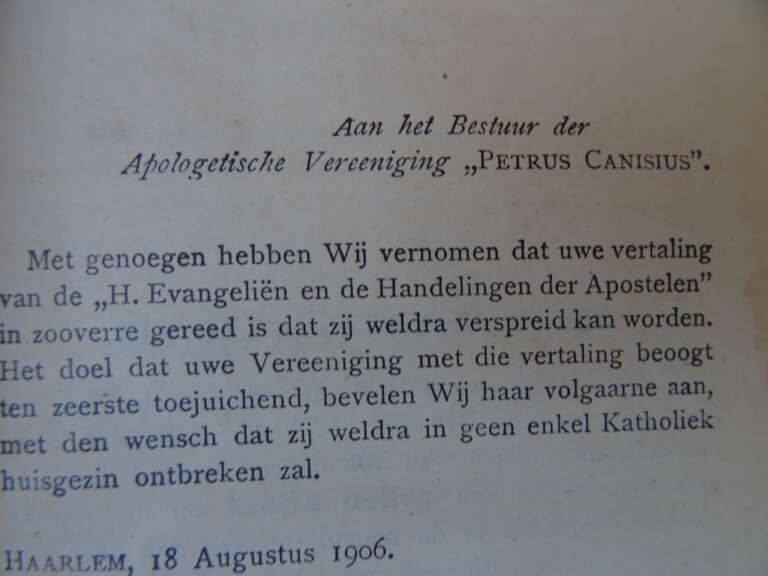 Aan het Bestuur der
Apologetische Vereeniging „PETRUS CANISIUS”.
Met genoegen hebben Wij vernomen dat uwe vertaling
van de „H. Evangeliën en de Handelingen der Apostelen”
in zooverre gereed is dat zij weldra verspreid kan worden.
Het doel dat uwe Vereeniging met die vertaling beoogt
ten zeerste toejuichend, bevelen Wij haar volgaarne aan,
met den wensch dat zij weldra in geen enkel Katholiek
huisgezin ontbreken zal.
HAARLEM, 18 Augustus 1906.